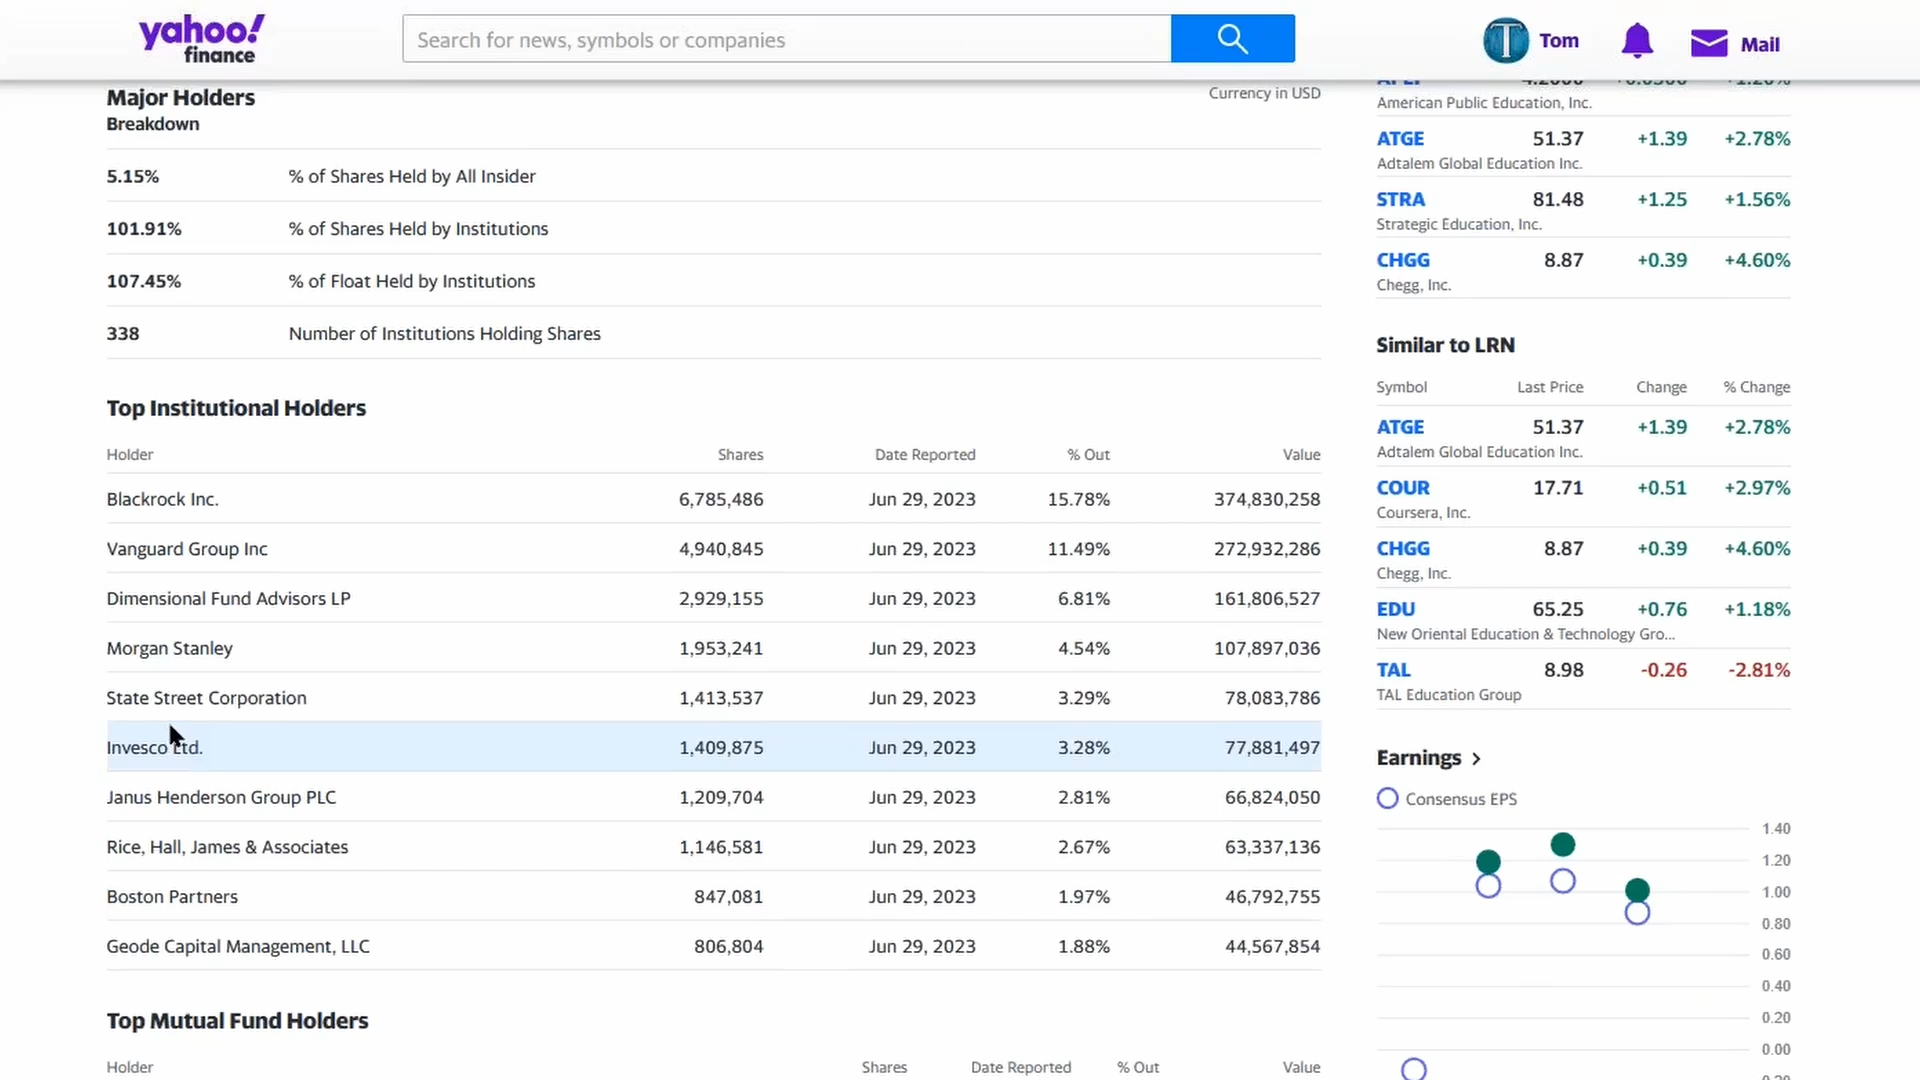 yahoo!
finance
Search for news, symbols or companies
T Tom
Mail
Major Holders
Currency in USD
Breakdown
5.15% % of Shares Held by All Insider
101.91% % of Shares Held by Institutions
107.45% % of Float Held by Institutions
338 Number of Institutions Holding Shares
Top Institutional Holders
Holder Shares Date Reported % Out Value
Blackrock Inc. 6,785,486 Jun 29, 2023 15.78% 374,830,258
Vanguard Group Inc 4,940,845 Jun 29, 2023 11.49% 272,932,286
Dimensional Fund Advisors LP 2,929,155 Jun 29, 2023 6.81% 161,806,527
Morgan Stanley 1,953,241 Jun 29, 2023 4.54% 107,897,036
State Street Corporation 1,413,537 Jun 29, 2023 3.29% 78,083,786
Invesco Ltd. 1,409,875 Jun 29, 2023 3.28% 77,881,497
Janus Henderson Group PLC 1,209,704 Jun 29, 2023 2.81% 66,824,050
Rice, Hall, James & Associates 1,146,581 Jun 29, 2023 2.67% 63,337,136
Boston Partners 847,081 Jun 29, 2023 1.97% 46,792,755
Geode Capital Management, LLC 806,804 Jun 29, 2023 1.88% 44,567,854
Top Mutual Fund Holders
Holder Shares Date Reported % Out Value
American Public Education, Inc.
ATGE 51.37 +1.39 +2.78%
Adtalem Global Education Inc.
STRA 81.48 +1.25 +1.56%
Strategic Education, Inc.
CHGG 8.87 +0.39 +4.60%
Chegg, Inc.
Similar to LRN
Symbol Last Price Change % Change
ATGE 51.37 +1.39 +2.78%
Adtalem Global Education Inc.
COUR 17.71 +0.51 +2.97%
Coursera, Inc.
CHGG 8.87 +0.39 +4.60%
Chegg, Inc.
EDU 65.25 +0.76 +1.18%
New Oriental Education & Technology Gro...
TAL 8.98 -0.26 -2.81%
TAL Education Group
Earnings >
Consensus EPS
1.40
1.20
1.00
0.80
0.60
0.40
0.20
0.00